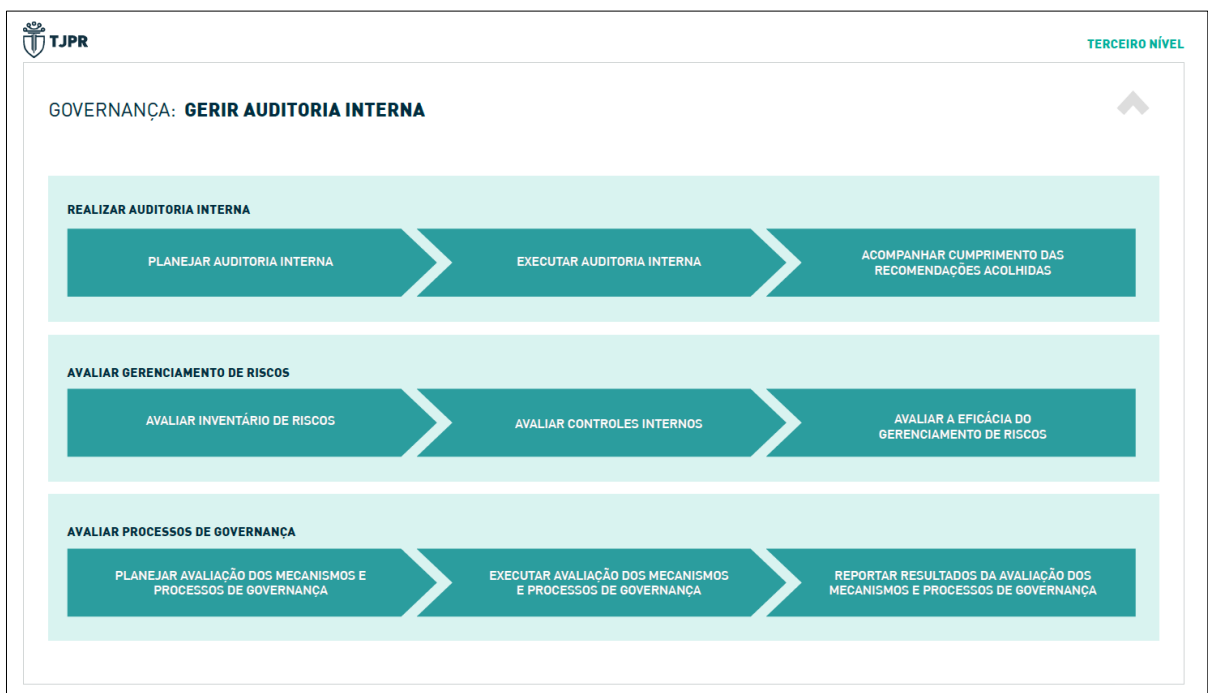 TJPR
TERCEIRO NÍVEL
GOVERNANÇA: GERIR AUDITORIA INTERNA
REALIZAR AUDITORIA INTERNA
PLANEJAR AUDITORIA INTERNA
EXECUTAR AUDITORIA INTERNA
ACOMPANHAR CUMPRIMENTO DAS
RECOMENDAÇÕES ACOLHIDAS
AVALIAR GERENCIAMENTO DE RISCOS
AVALIAR INVENTÁRIO DE RISCOS
AVALIAR CONTROLES INTERNOS
AVALIAR A EFICÁCIA DO
GERENCIAMENTO DE RISCOS
AVALIAR PROCESSOS DE GOVERNANÇA
PLANEJAR AVALIAÇÃO DOS MECANISMOS E
PROCESSOS DE GOVERNANÇA
EXECUTAR AVALIAÇÃO DOS MECANISMOS
E PROCESSOS DE GOVERNANÇA
REPORTAR RESULTADOS DA AVALIAÇÃO DOS
MECANISMOS E PROCESSOS DE GOVERNANÇA